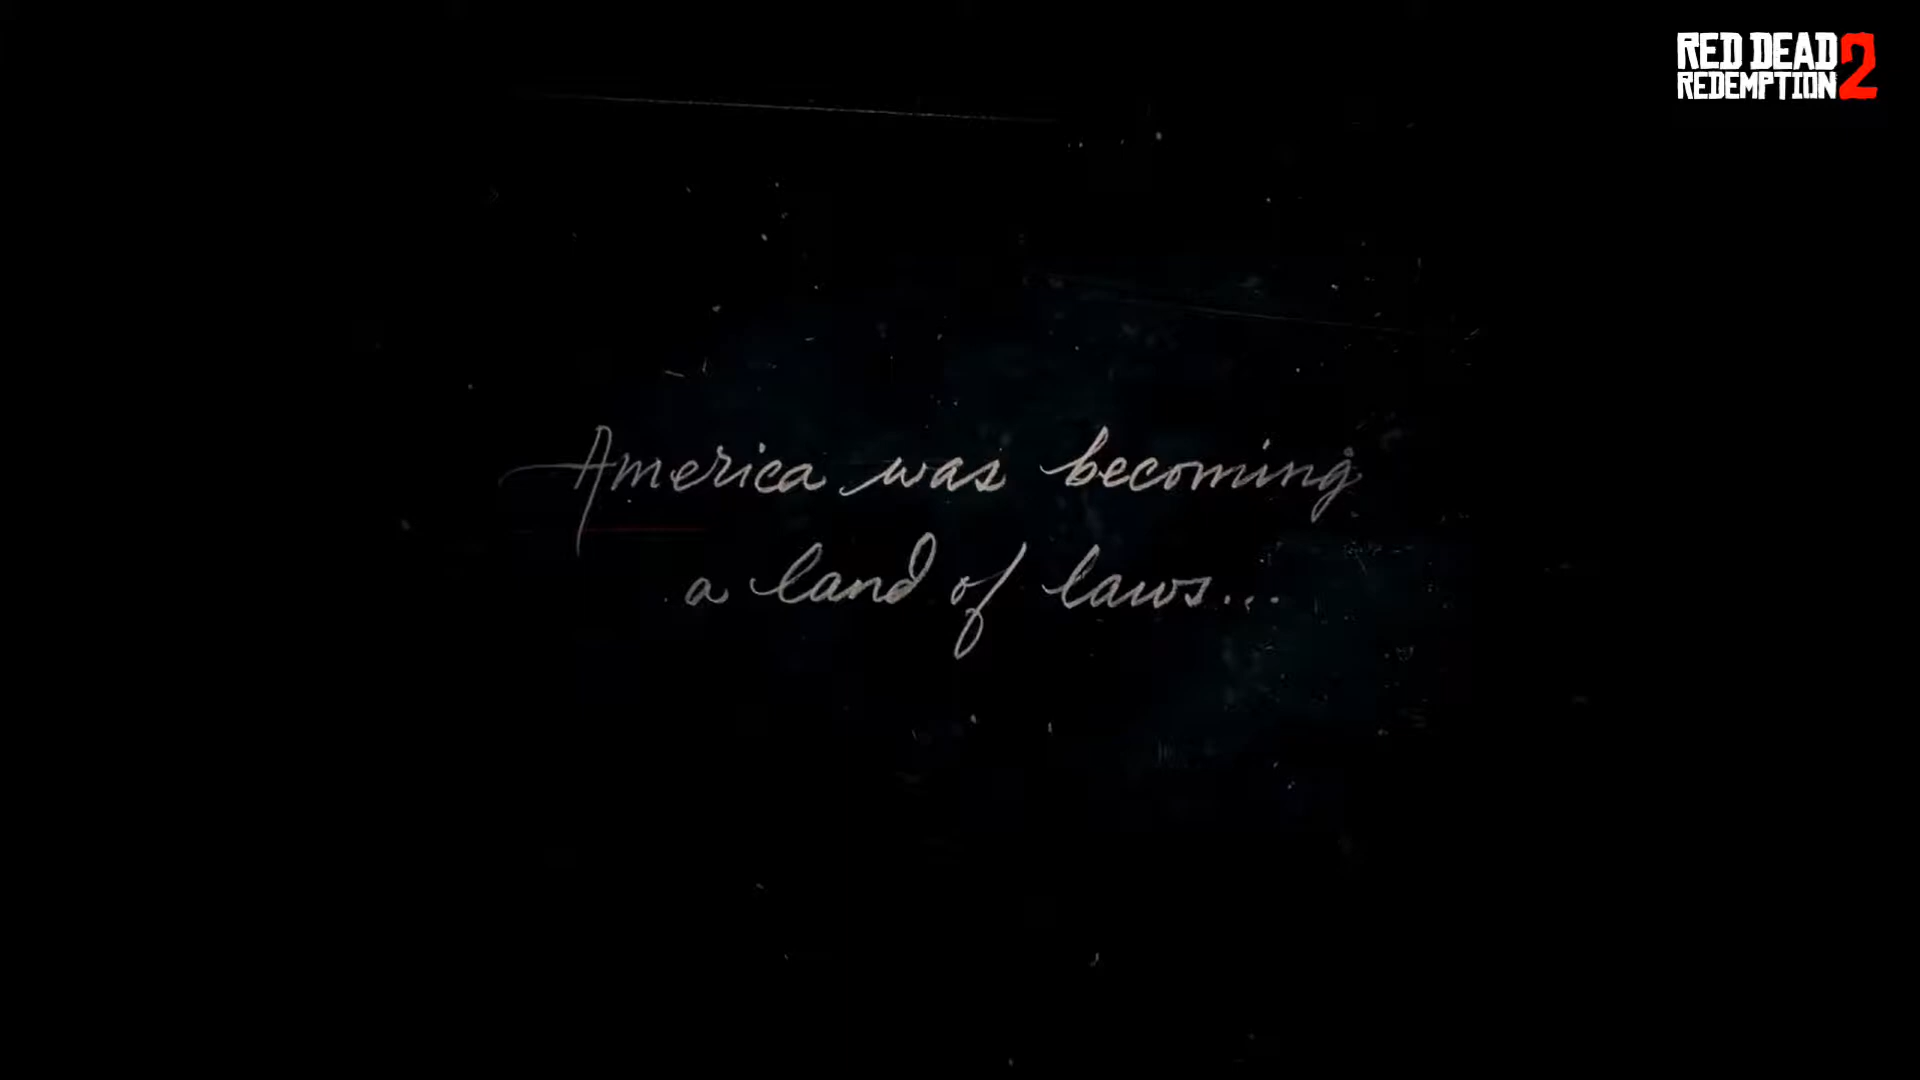 RED DEAD
REDEMPTION 2
America was becoming
a land of laws...